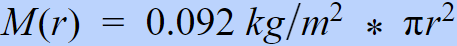 M(r) = 0.092 kg/m² * πr²